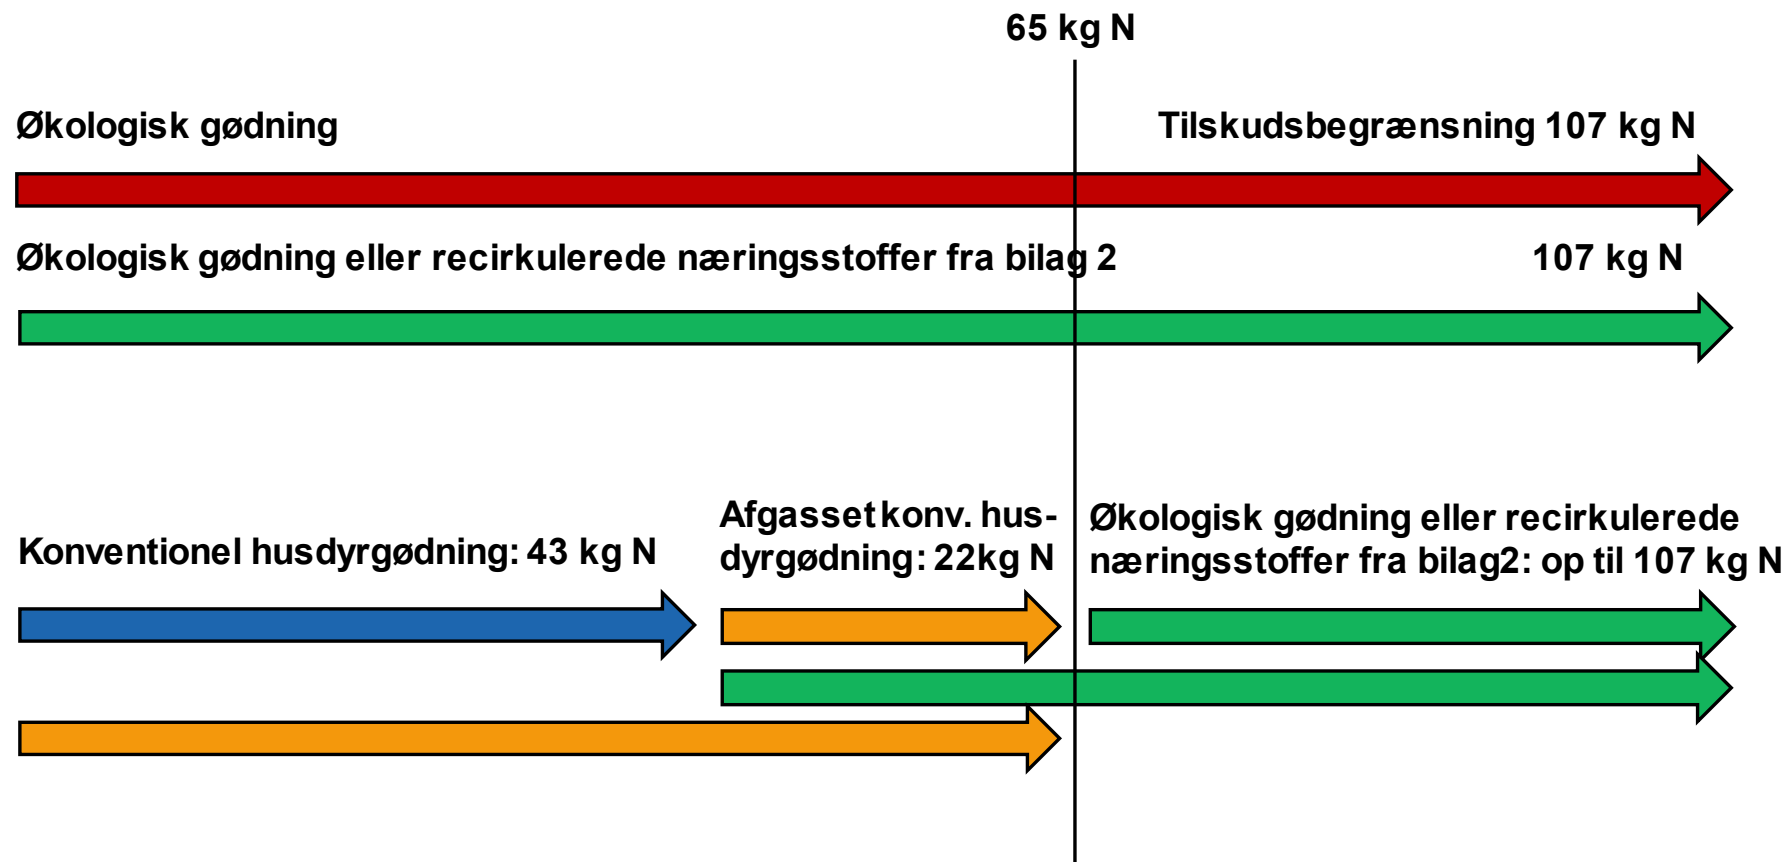 65 kg N
Økologisk gødning
Tilskudsbegrænsning 107 kg N
Økologisk gødning eller recirkulerede næringsstoffer fra bilag 2
107 kg N
Konventionel husdyrgødning: 43 kg N
Afgasset konv. hus-
dyrgødning: 22kg N
Økologisk gødning eller recirkulerede
næringsstoffer fra bilag2: op til 107 kg N